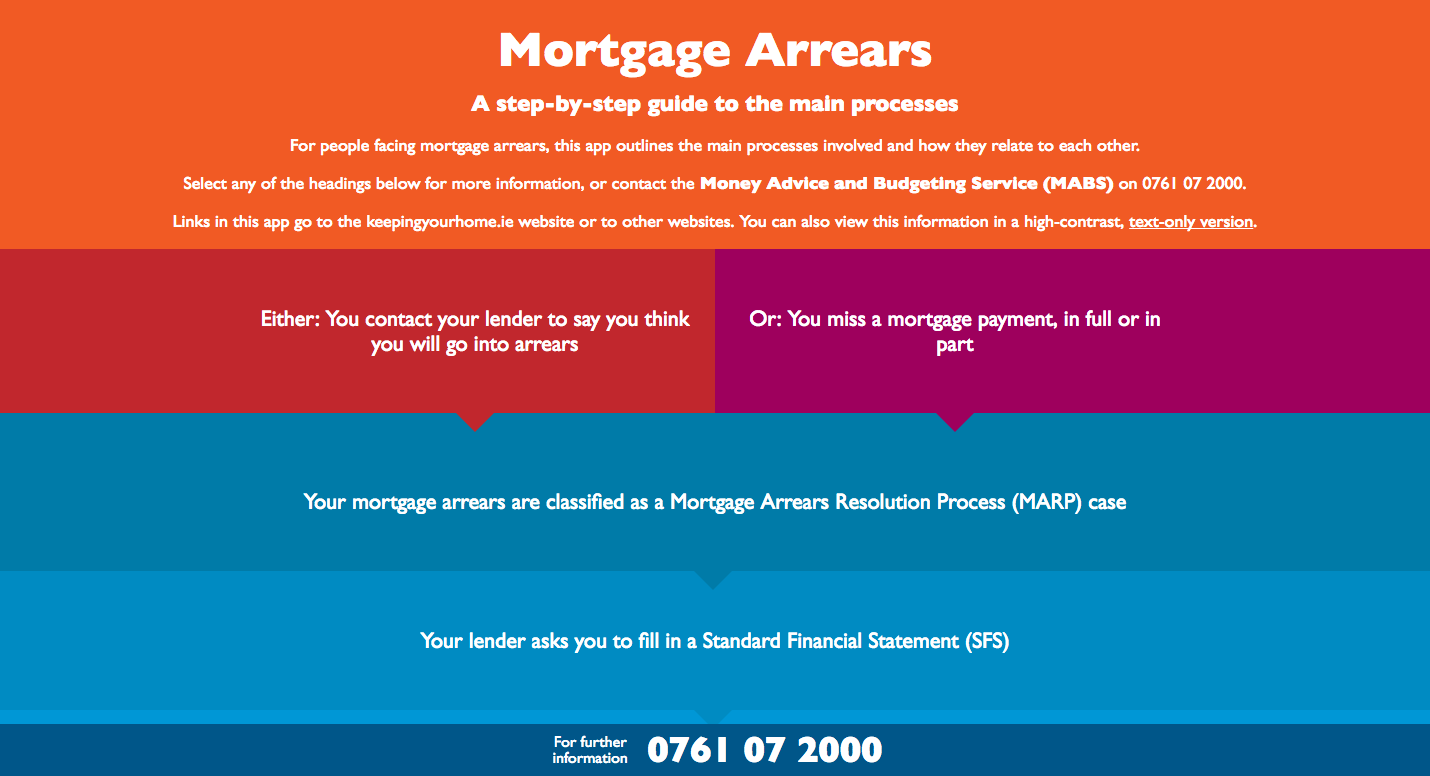 Mortgage Arrears
A step-by-step guide to the main processes
For people facing mortgage arrears, this app outlines the main processes involved and how they relate to each other.
Select any of the headings below for more information, or contact the Money Advice and Budgeting Service (MABS) on 0761 07 2000.
Links in this app go to the keepingyourhome.ie website or to other websites. You can also view this information in a high-contrast, text-only version.
Either: You contact your lender to say you think
you will go into arrears
Or: You miss a mortgage payment, in full or in
part
Your mortgage arrears are classified as a Mortgage Arrears Resolution Process (MARP) case
Your lender asks you to fill in a Standard Financial Statement (SFS)
For further
information
0761 07 2000